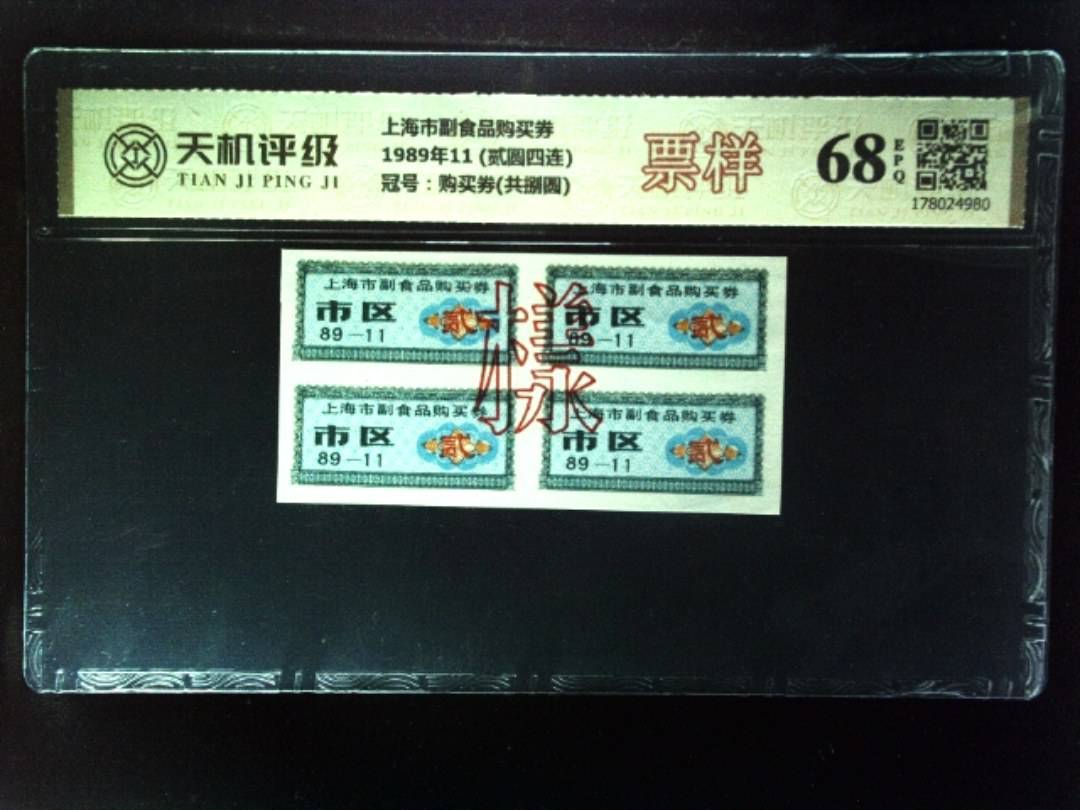 天机评级
TIAN JI PING JI
上海市副食品购买券
1989年11 (贰圆四连)
冠号：购买券(共捌圆)
票样
68
EPQ
178024980
上海市副食品购买券
市区
89-11
贰
上海市副食品购买券
市区
89-11
贰
样
上海市副食品购买券
市区
89-11
贰
上海市副食品购买券
市区
89-11
贰